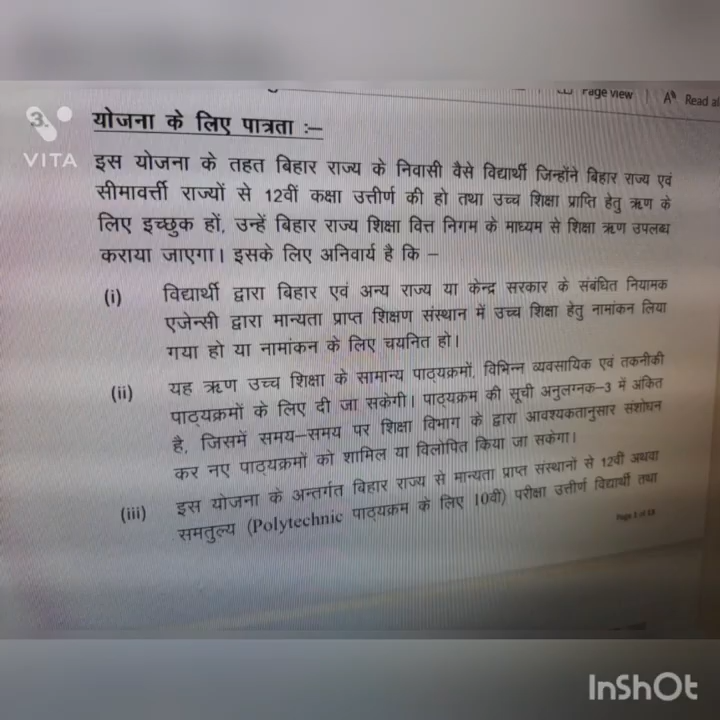 Page view | A Read al
3. योजना के लिए पात्रता :–
VITA
इस योजना के तहत बिहार राज्य के निवासी वैसे विद्यार्थी जिन्होंने बिहार राज्य एवं
सीमावर्त्ती राज्यों से 12वीं कक्षा उत्तीर्ण की हो तथा उच्च शिक्षा प्राप्ति हेतु ऋण के
लिए इच्छुक हों, उन्हें बिहार राज्य शिक्षा वित्त निगम के माध्यम से शिक्षा ऋण उपलब्ध
कराया जाएगा। इसके लिए अनिवार्य है कि –
(i) विद्यार्थी द्वारा बिहार एवं अन्य राज्य या केन्द्र सरकार के संबंधित नियामक
एजेन्सी द्वारा मान्यता प्राप्त शिक्षण संस्थान में उच्च शिक्षा हेतु नामांकन लिया
गया हो या नामांकन के लिए चयनित हो।
(ii) यह ऋण उच्च शिक्षा के सामान्य पाठ्यक्रमों, विभिन्न व्यवसायिक एवं तकनीकी
पाठ्यक्रमों के लिए दी जा सकेगी। पाठ्यक्रम की सूची अनुलग्नक–3 में अंकित
है, जिसमें समय–समय पर शिक्षा विभाग के द्वारा आवश्यकतानुसार संशोधन
कर नए पाठ्यक्रमों को शामिल या विलोपित किया जा सकेगा।
(iii) इस योजना के अन्तर्गत बिहार राज्य से मान्यता प्राप्त संस्थानों से 12वीं अथवा
समतुल्य (Polytechnic पाठ्यक्रम के लिए 10वीं) परीक्षा उत्तीर्ण विद्यार्थी तथा
InShOt